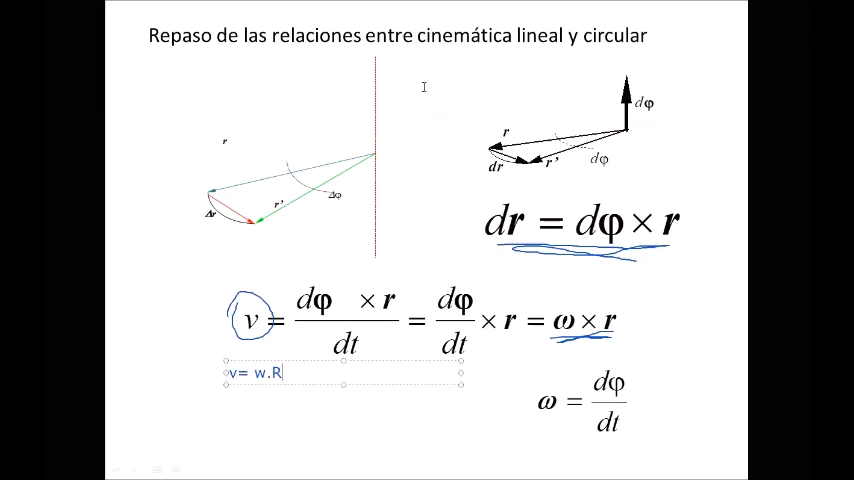 Repaso de las relaciones entre cinemática lineal y circular
r
Δφ
r'
Δr
dφ
r
dφ
dr
r'
dr = dφ × r
v = dφ × r / dt = dφ / dt × r = ω × r
v= w.R
ω = dφ / dt